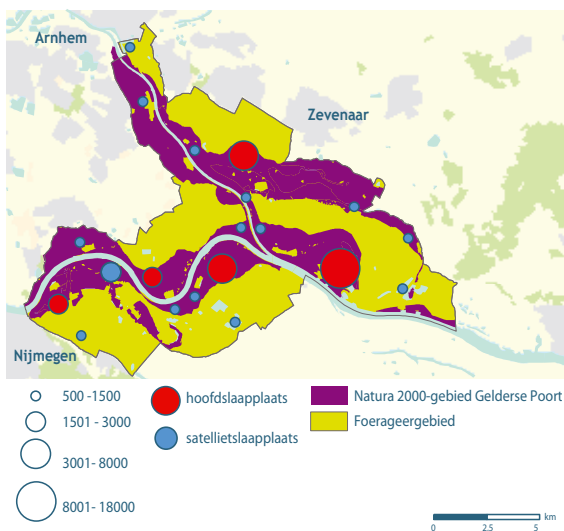 Arnhem
Zevenaar
Nijmegen
500 -1500
1501 - 3000
3001- 8000
8001- 18000
hoofdslaapplaats
satellietslaapplaats
Natura 2000-gebied Gelderse Poort
Foerageergebied
km
0 2.5 5